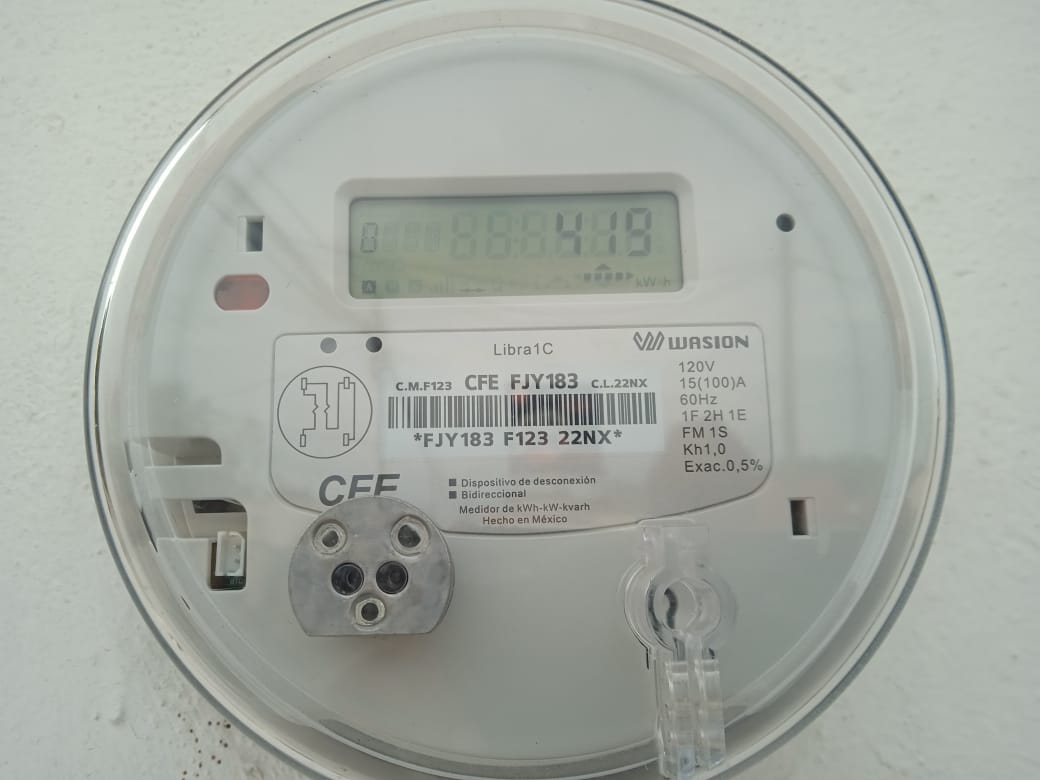 419
kW h
Libra1C
WASION
C.M.F123 CFE FJY183 C.L.22NX
*FJY183 F123 22NX*
120V
15(100)A
60Hz
1F 2H 1E
FM 1S
Kh1,0
Exac.0,5%
CFE
Dispositivo de desconexión
Bidireccional
Medidor de kWh-kW-kvarh
Hecho en México